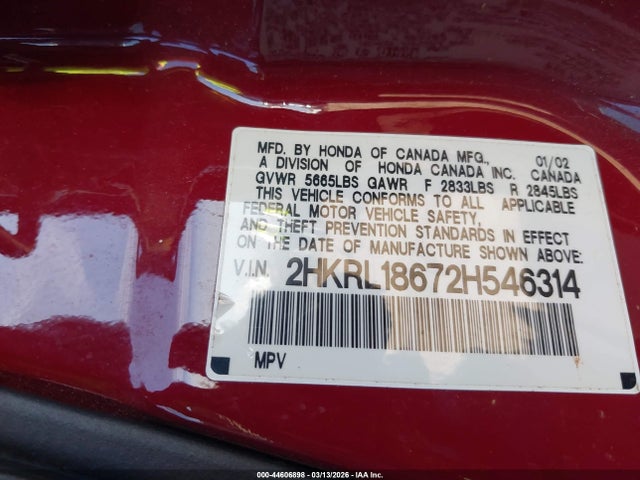 MFD. BY HONDA OF CANADA MFG., 01/02
A DIVISION OF HONDA CANADA INC. CANADA
GVWR 5665LBS GAWR F 2833LBS R 2845LBS
THIS VEHICLE CONFORMS TO ALL APPLICABLE
FEDERAL MOTOR VEHICLE SAFETY,
AND THEFT PREVENTION STANDARDS IN EFFECT
ON THE DATE OF MANUFACTURE SHOWN ABOVE:
V.I.N. 2HKRL18672H546314
MPV
000-44606898 | 03/13/2026 | IAA Inc.